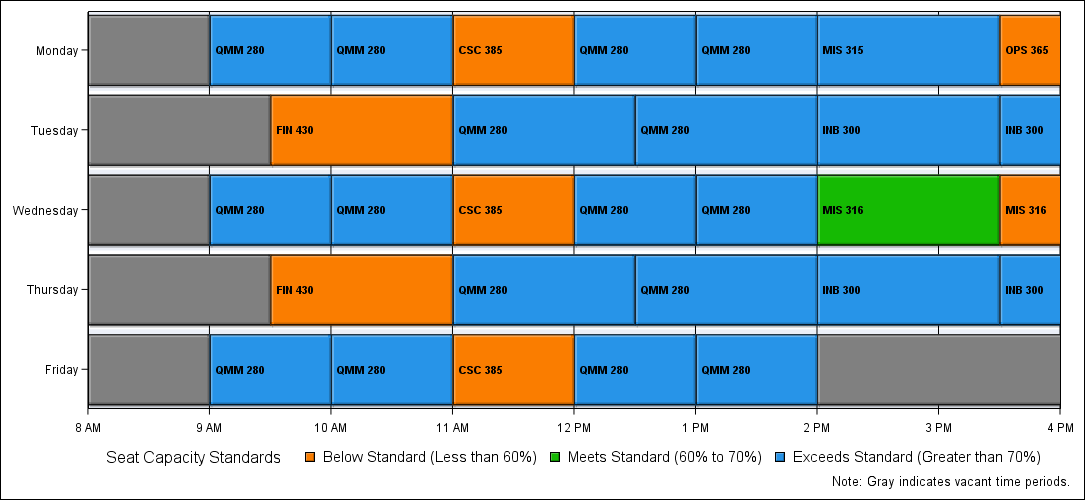 Monday QMM 280 QMM 280 CSC 385 QMM 280 QMM 280 MIS 315 OPS 365
Tuesday FIN 430 QMM 280 QMM 280 INB 300 INB 300
Wednesday QMM 280 QMM 280 CSC 385 QMM 280 QMM 280 MIS 316 MIS 316
Thursday FIN 430 QMM 280 QMM 280 INB 300 INB 300
Friday QMM 280 QMM 280 CSC 385 QMM 280 QMM 280
8 AM 9 AM 10 AM 11 AM 12 PM 1 PM 2 PM 3 PM 4 PM
Seat Capacity Standards Below Standard (Less than 60%) Meets Standard (60% to 70%) Exceeds Standard (Greater than 70%)
Note: Gray indicates vacant time periods.